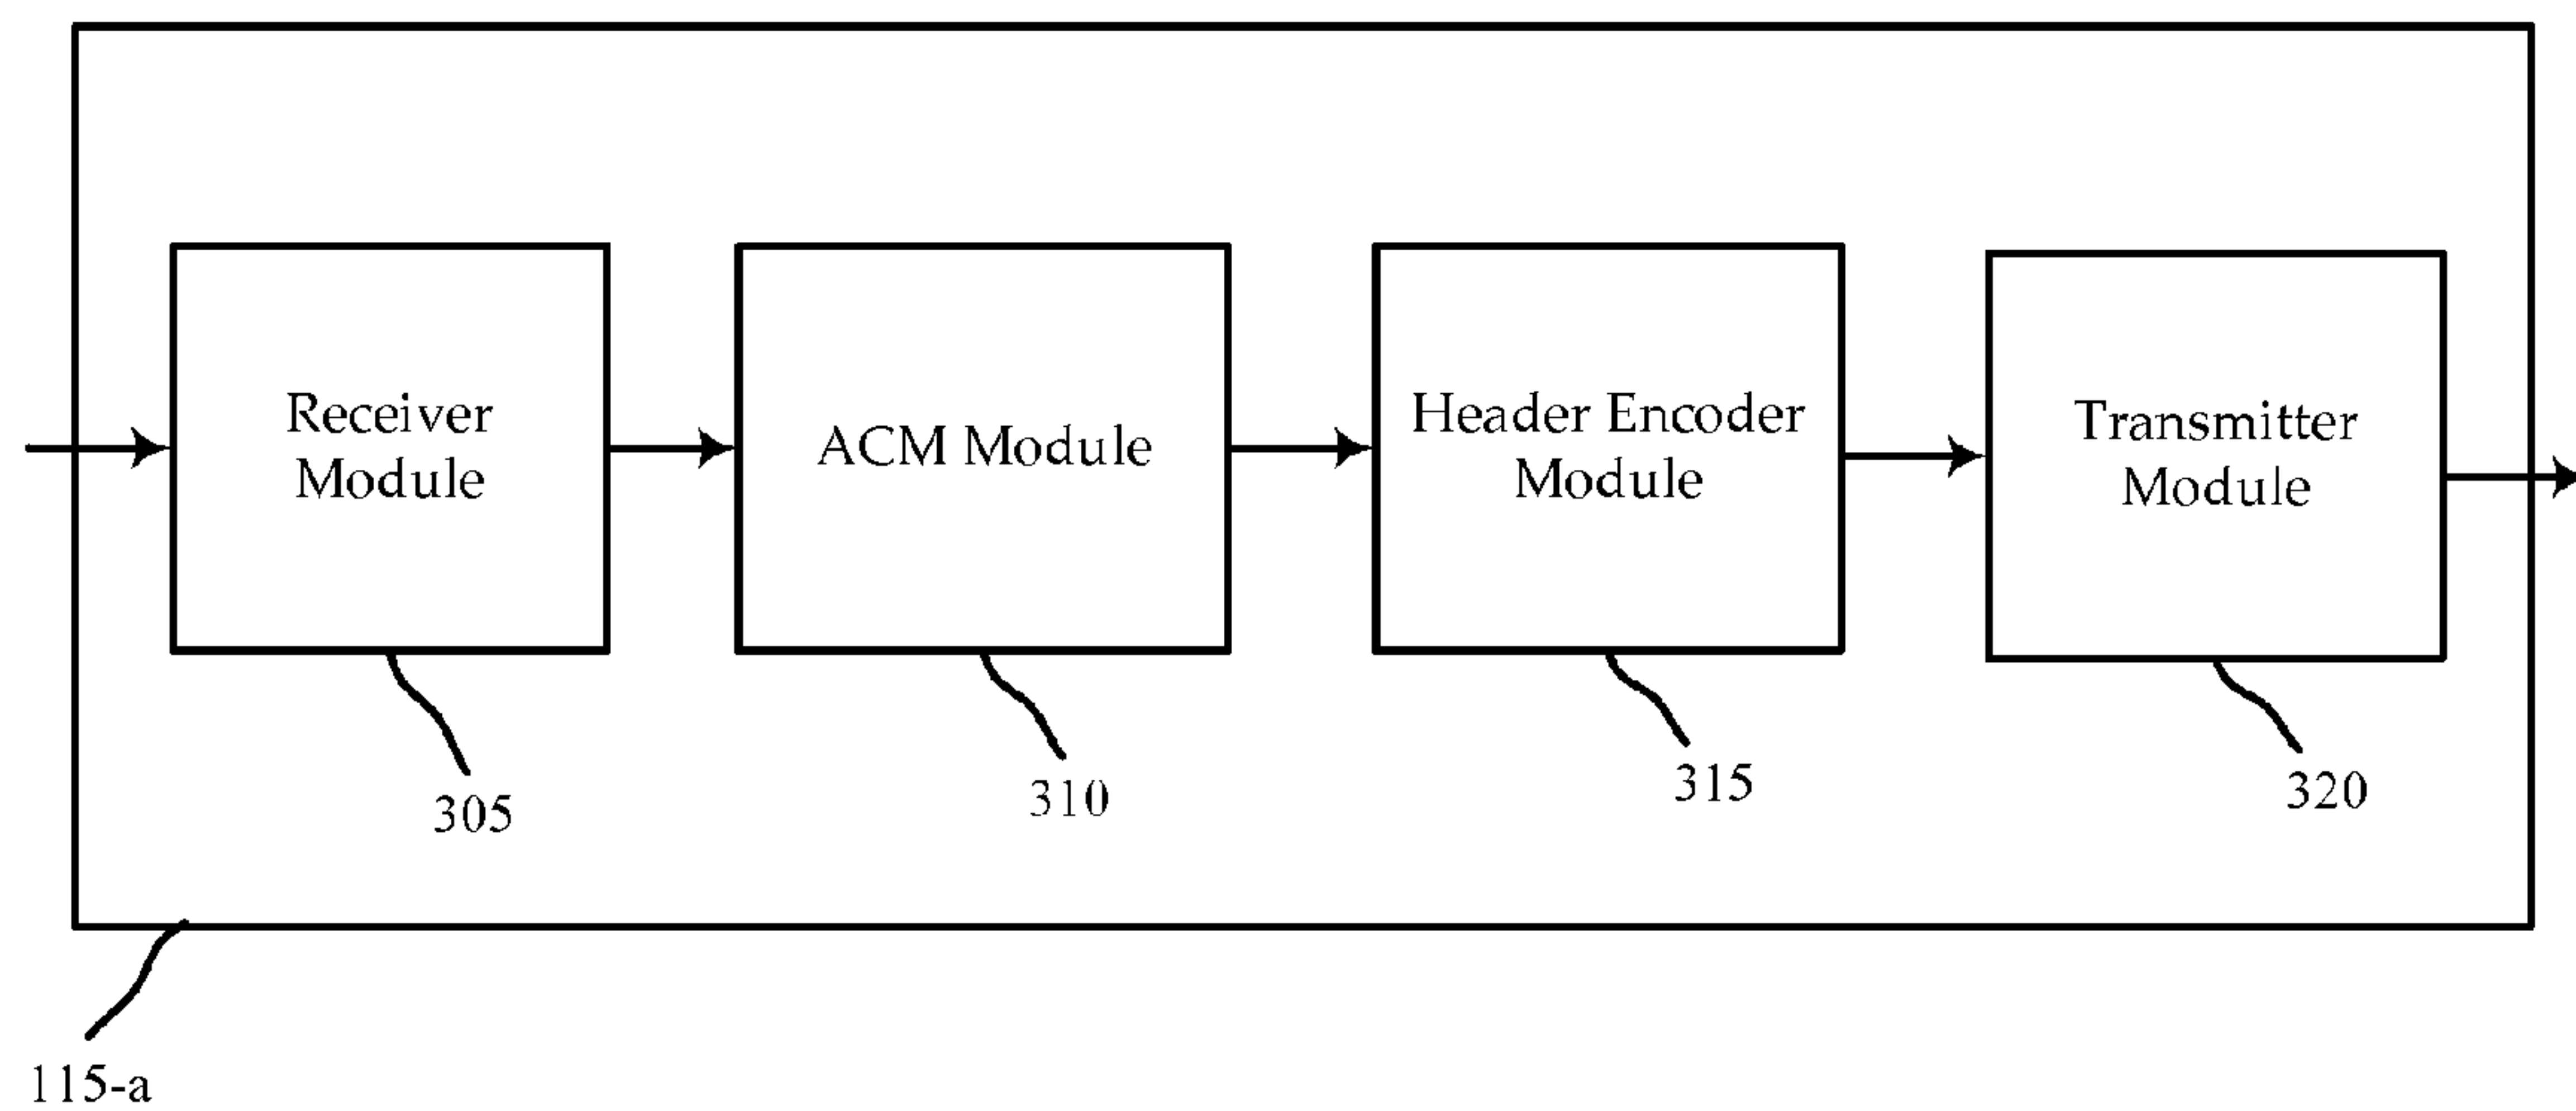 Receiver
Module
ACM Module
Header Encoder
Module
Transmitter
Module
305
310
315
320
115-a